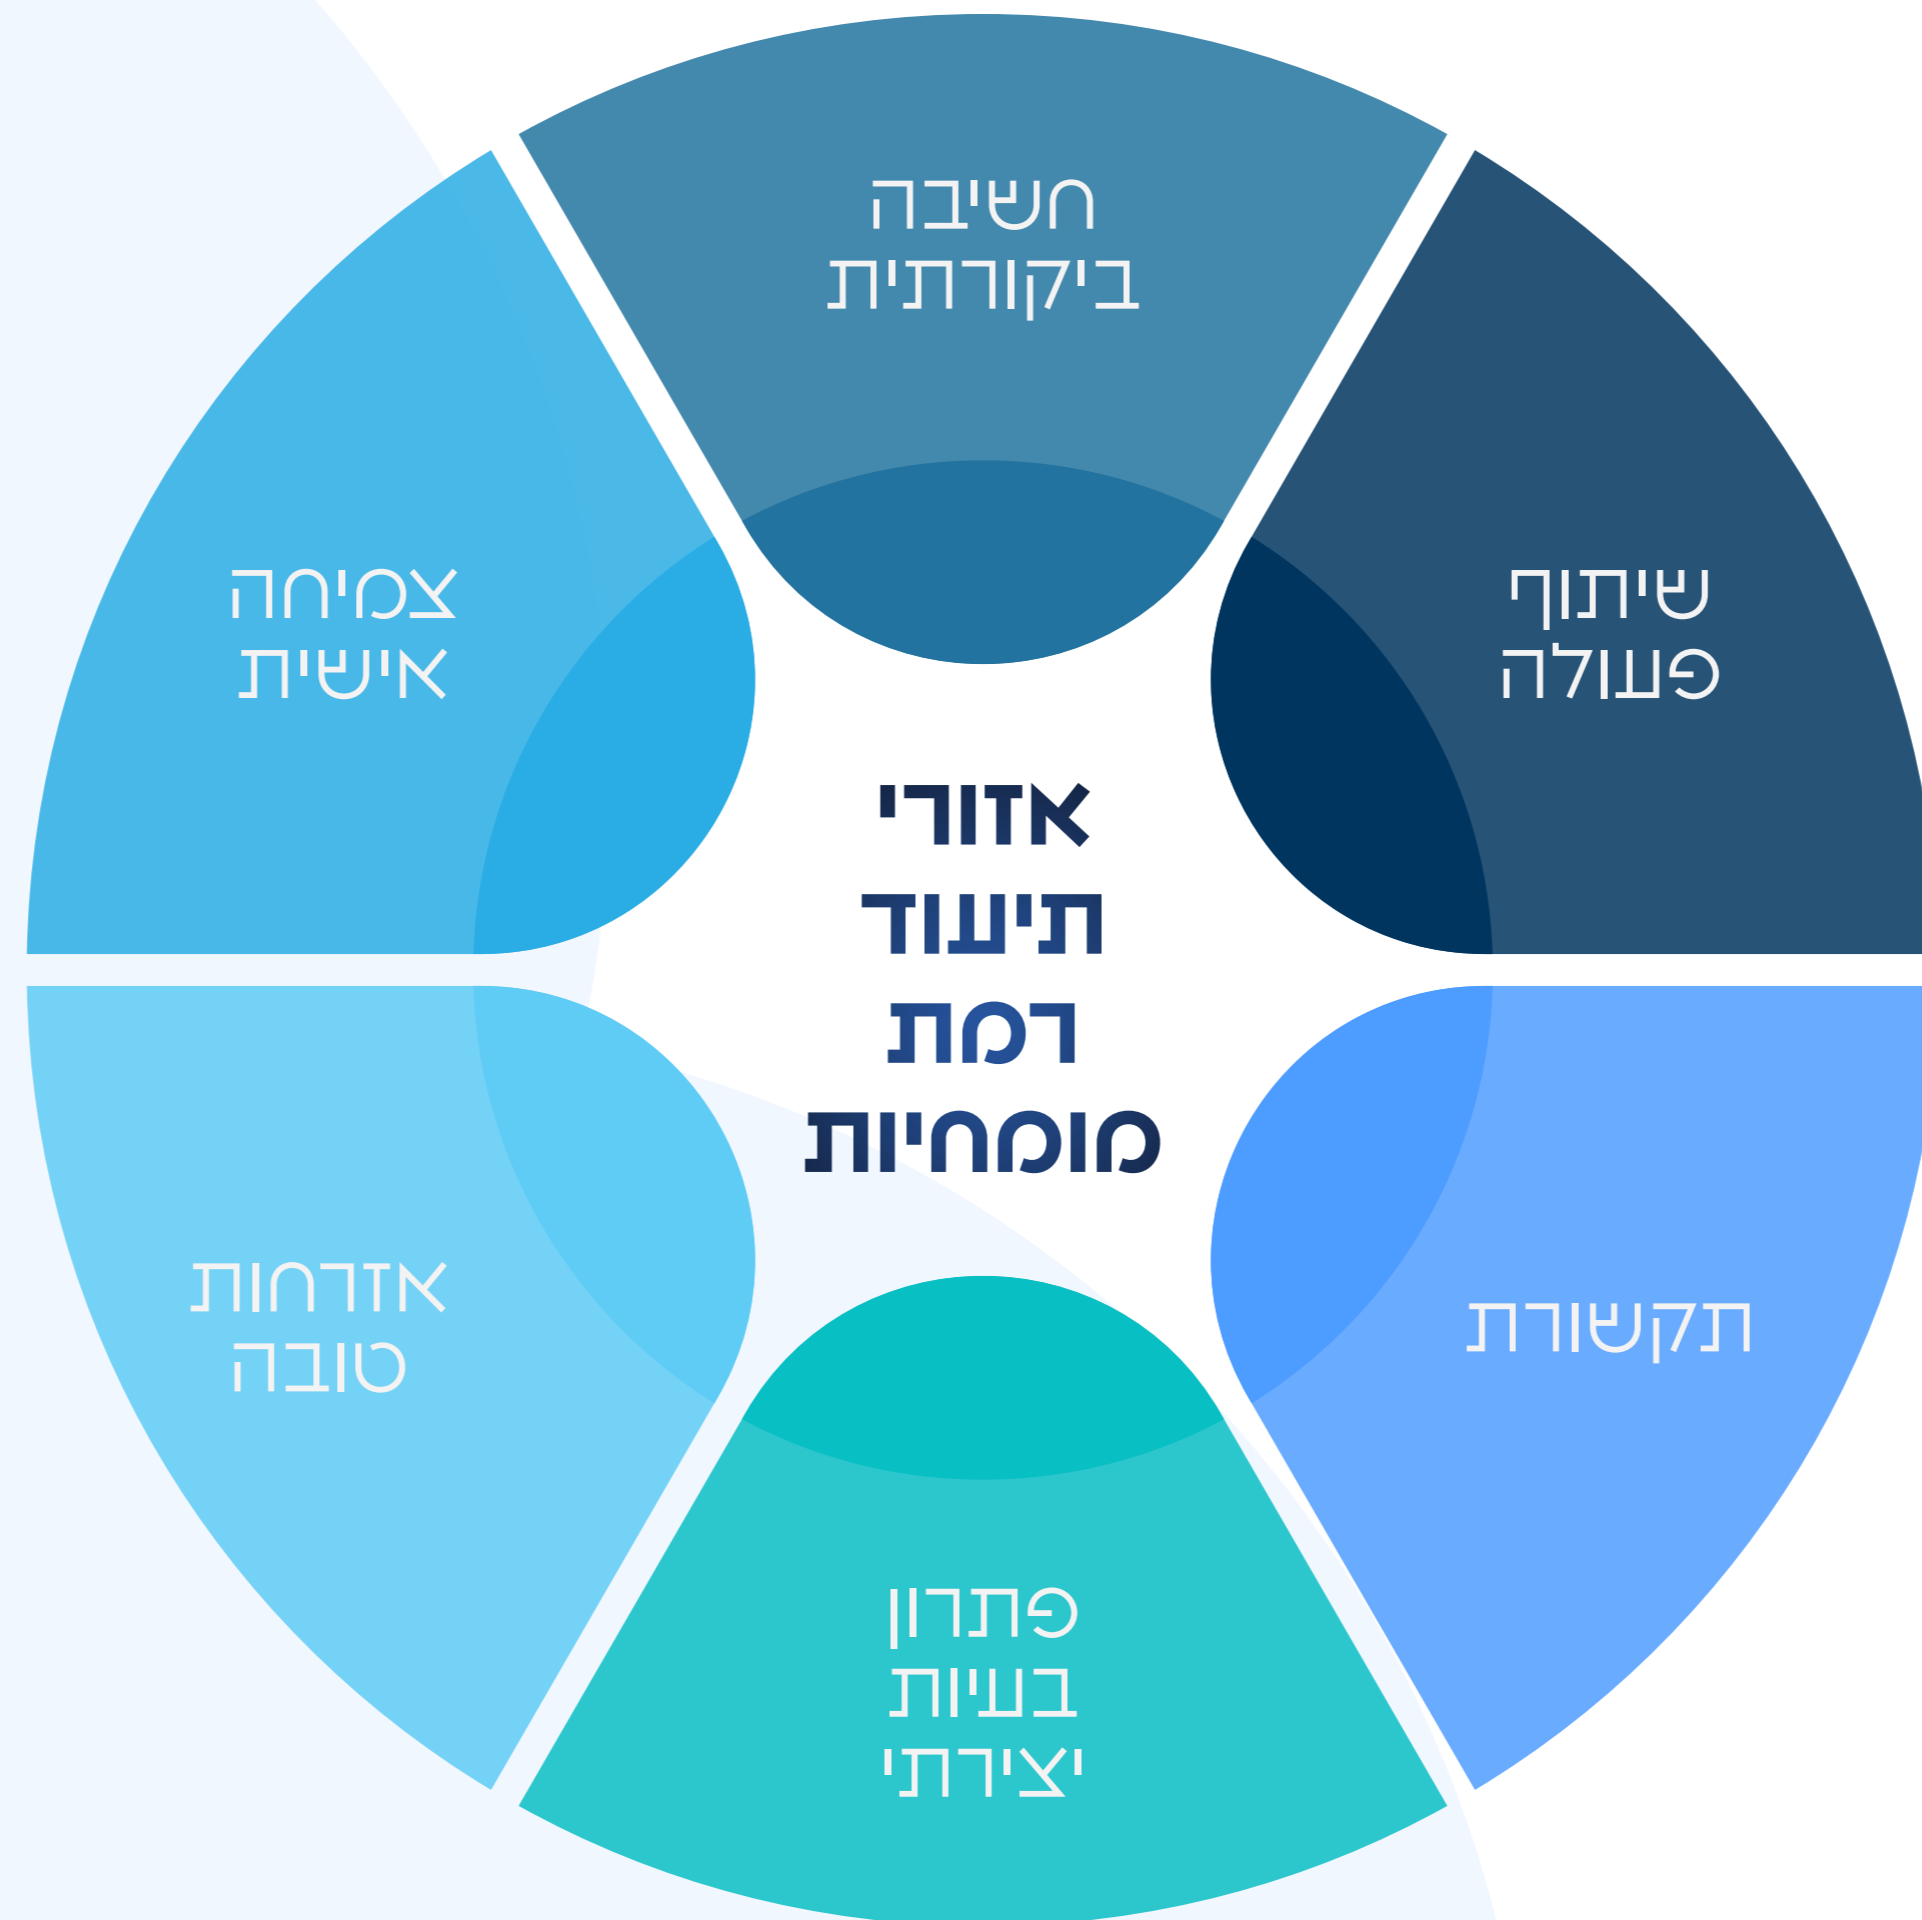 חשיבה
ביקורתית
שיתוף
פעולה
צמיחה
אישית
אזורי
תיעוד
רמת
מומחיות
תקשורת
אזרחות
טובה
פתרון
בעיות
יצירתי